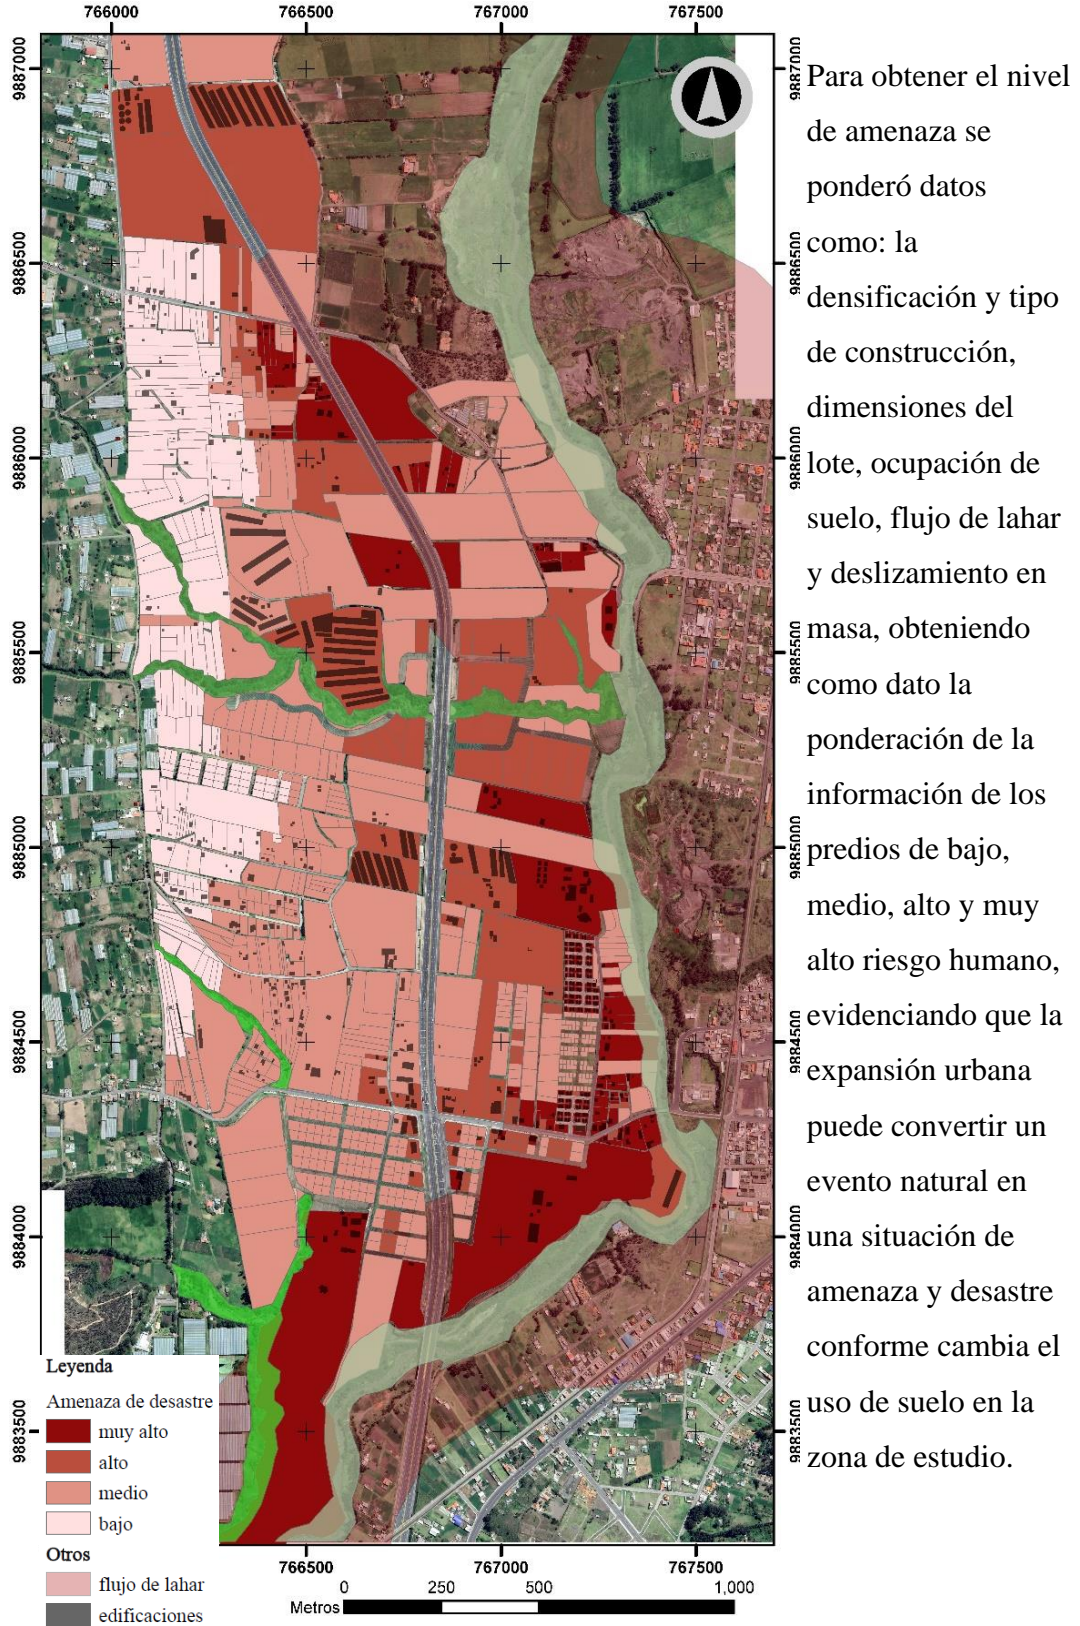 766000 766500 767000 767500
9887000
9886500
9886000
9885500
9885000
9884500
9884000
9883500
9887000
9886500
9886000
9885500
9885000
9884500
9884000
9883500
Para obtener el nivel
de amenaza se
ponderó datos
como: la
densificación y tipo
de construcción,
dimensiones del
lote, ocupación de
suelo, flujo de lahar
y deslizamiento en
masa, obteniendo
como dato la
ponderación de la
información de los
predios de bajo,
medio, alto y muy
alto riesgo humano,
evidenciando que la
expansión urbana
puede convertir un
evento natural en
una situación de
amenaza y desastre
conforme cambia el
uso de suelo en la
zona de estudio.
Leyenda
Amenaza de desastre
muy alto
alto
medio
bajo
Otros
flujo de lahar
edificaciones
766500 767000 767500
0 250 500 1,000
Metros